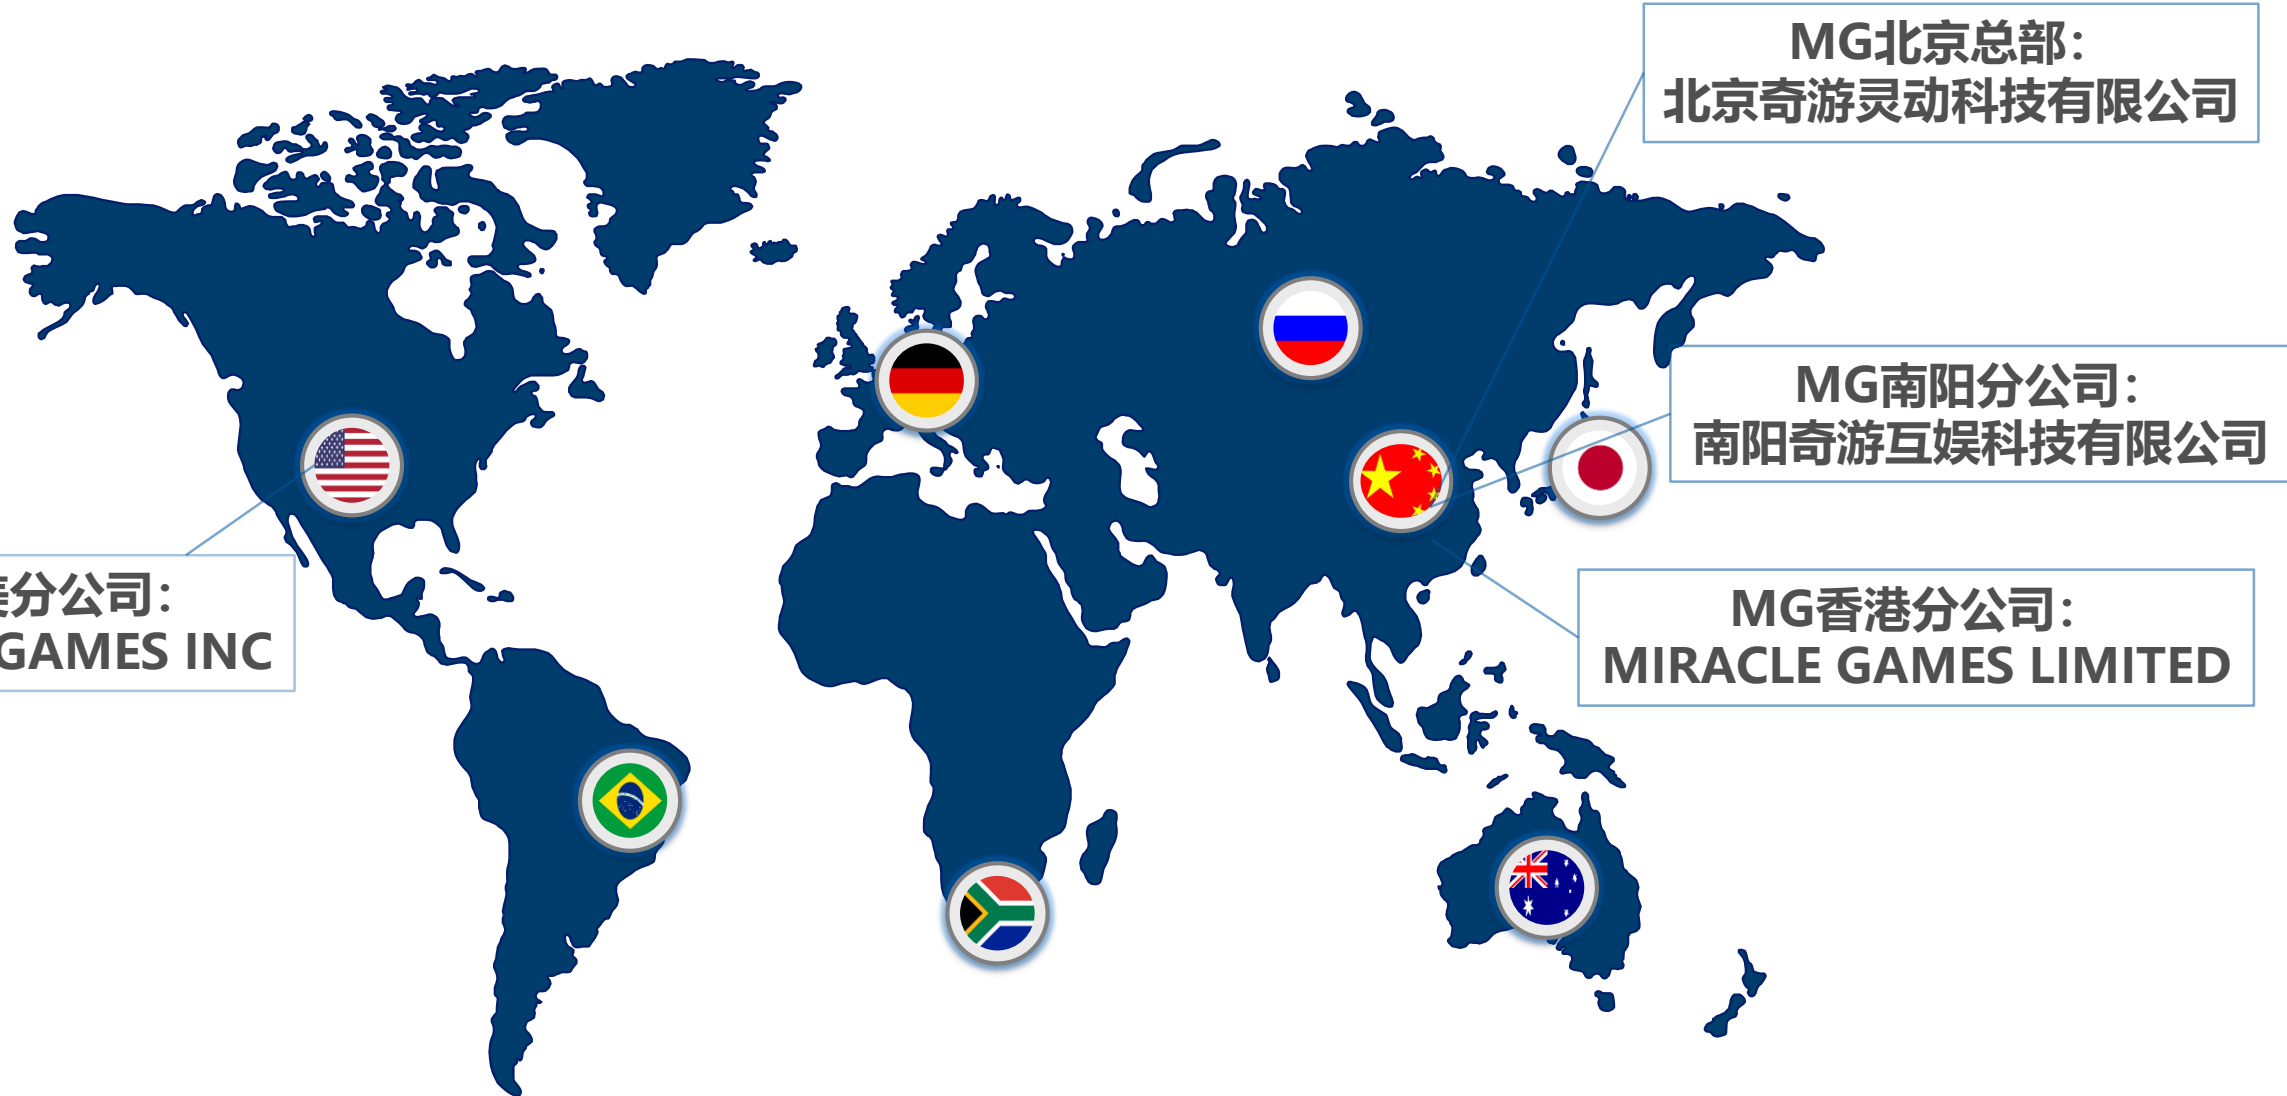 MG北京总部：
北京奇游灵动科技有限公司
MG南阳分公司：
南阳奇游互娱科技有限公司
分公司：
GAMES INC
MG香港分公司：
MIRACLE GAMES LIMITED